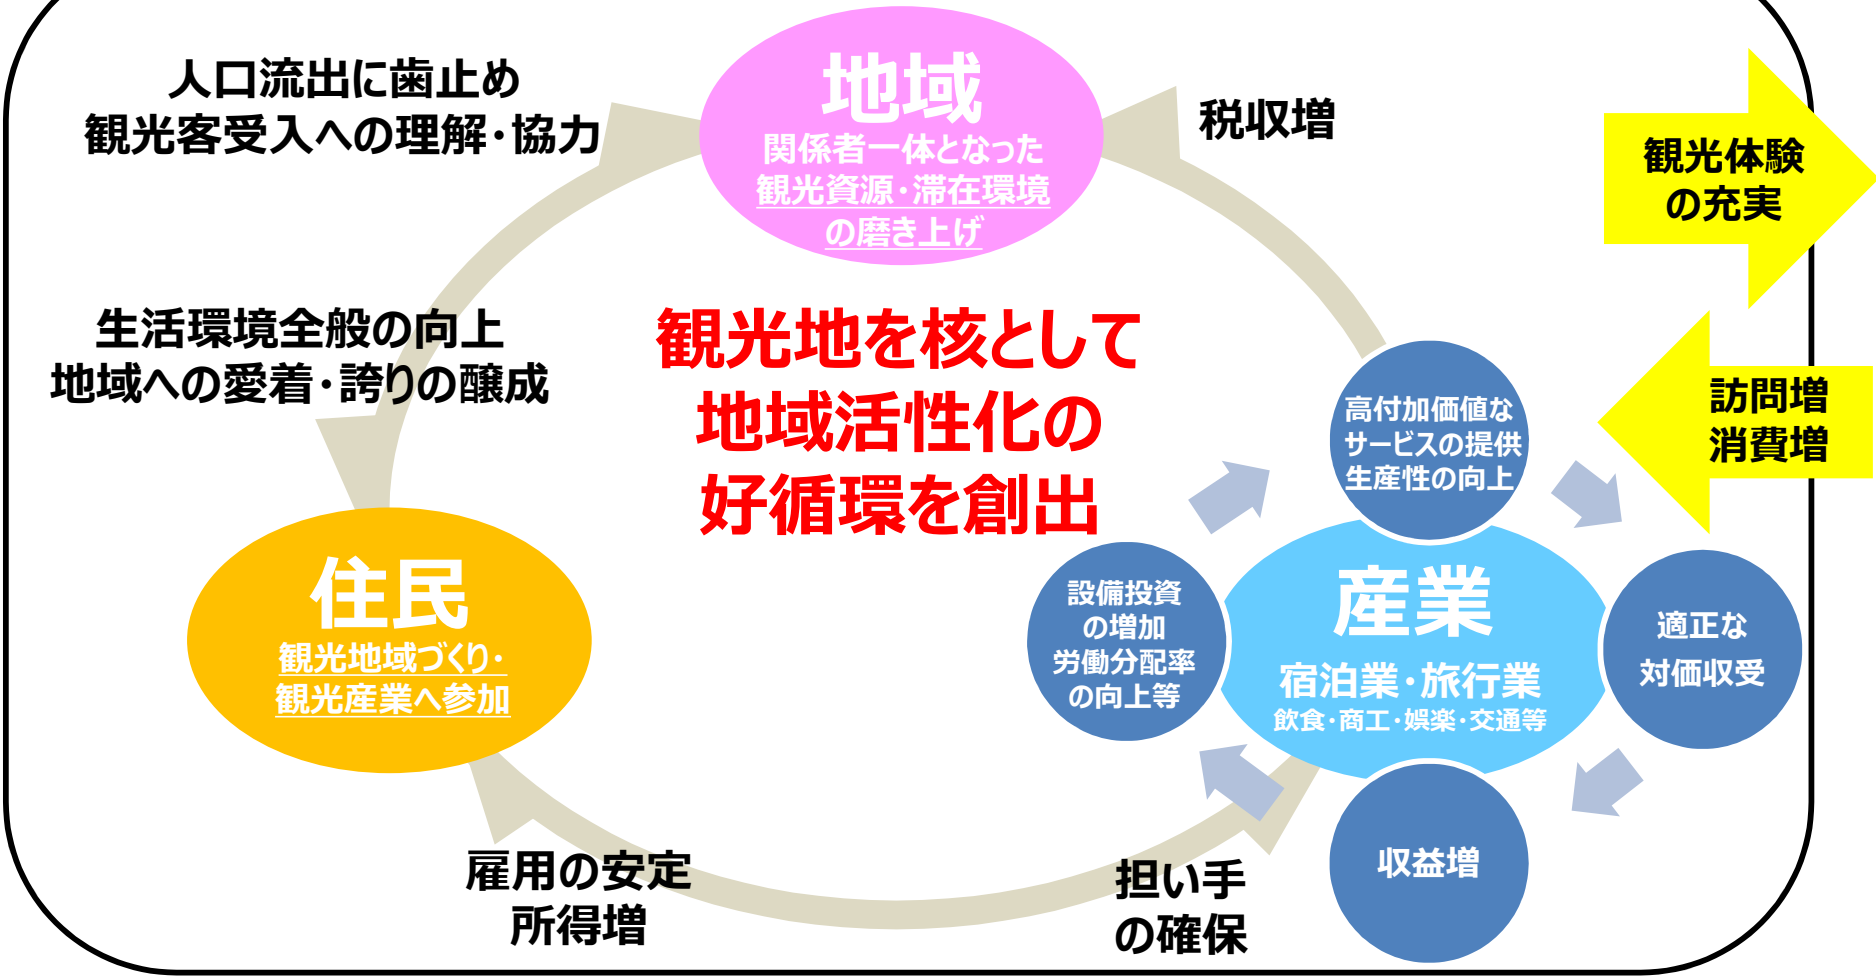 人口流出に歯止め
観光客受入への理解・協力
地域
関係者一体となった
観光資源・滞在環境
の磨き上げ
税収増
観光体験
の充実
生活環境全般の向上
地域への愛着・誇りの醸成
観光地を核として
地域活性化の
好循環を創出
高付加価値な
サービスの提供
生産性の向上
訪問増
消費増
住民
観光地域づくり・
観光産業へ参加
設備投資
の増加
労働分配率
の向上等
産業
宿泊業・旅行業
飲食・商工・娯楽・交通等
適正な
対価収受
収益増
雇用の安定
所得増
担い手
の確保